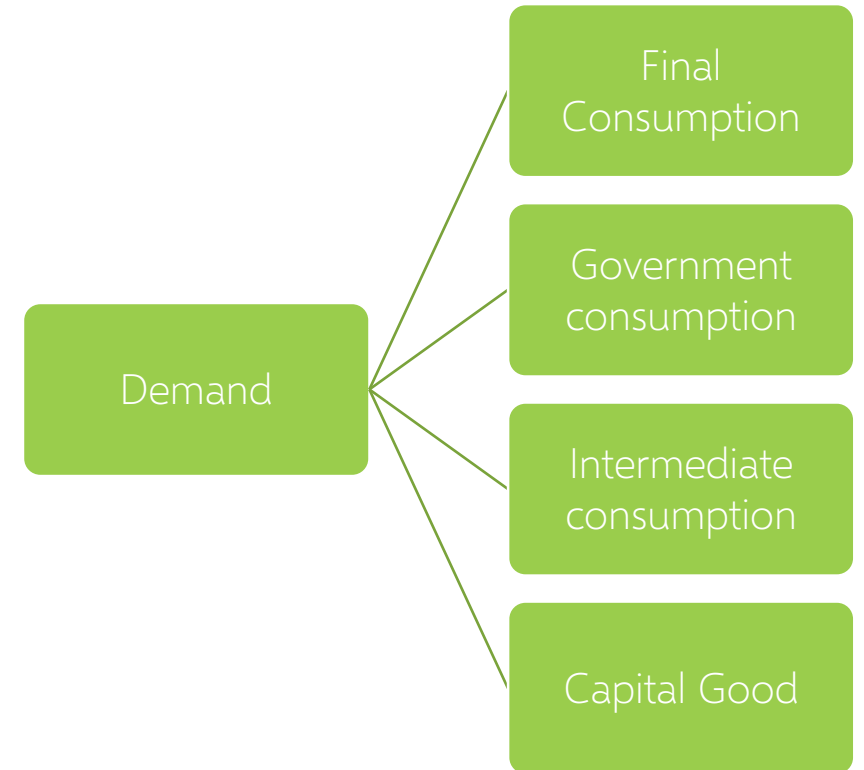 Final
Consumption
Government
consumption
Demand
Intermediate
consumption
Capital Good